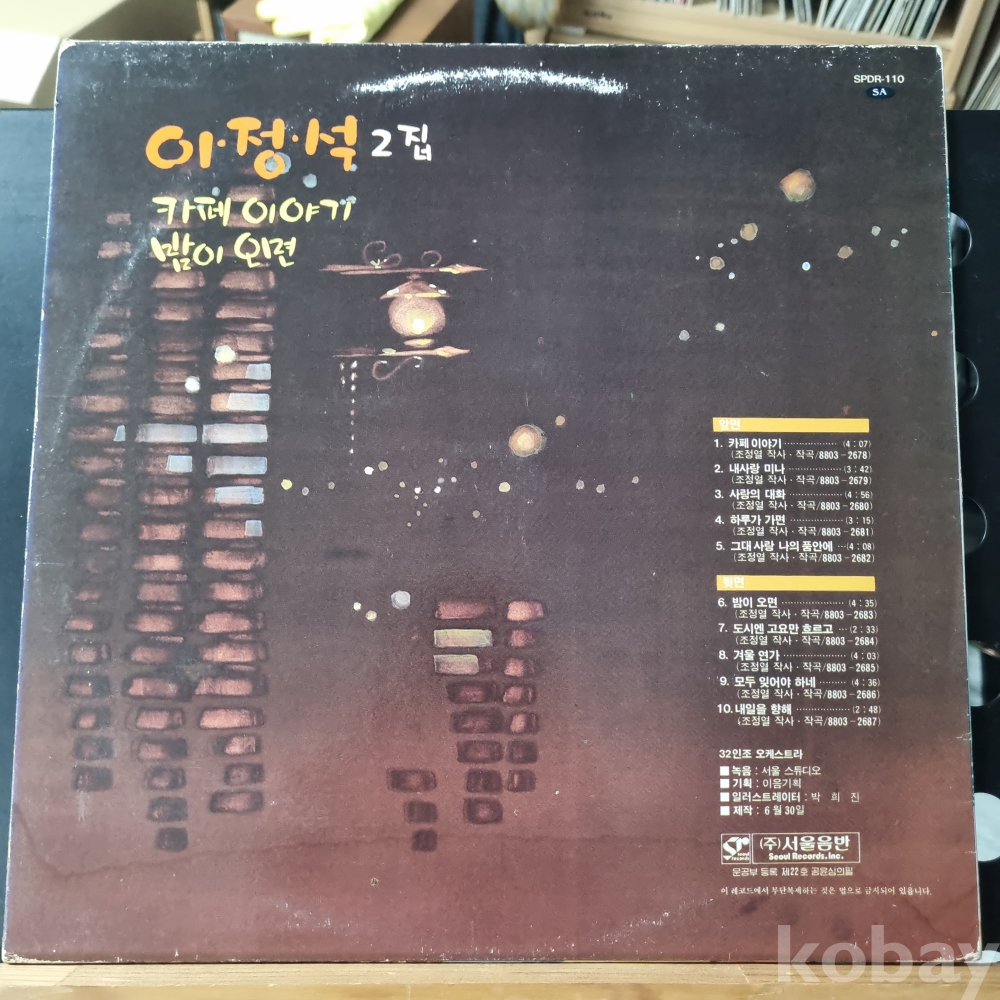 SPDR-110
SA
이·정·석 2집
카페 이야기
밤이 오면
앞면
1. 카페 이야기 ·················· (4 : 07)
(조정열 작사 · 작곡/8803-2678)
2. 내사랑 미나 ·················· (3 : 42)
(조정열 작사 · 작곡/8803-2679)
3. 사랑의 대화 ·················· (4 : 56)
(조정열 작사 · 작곡/8803-2680)
4. 하루가 가면 ·················· (3 : 15)
(조정열 작사 · 작곡/8803-2681)
5. 그대사랑 나의 품안에 ···(4 : 08)
(조정열 작사 · 작곡/8803-2682)
뒷면
6. 밤이 오면 ····················· (4 : 35)
(조정열 작사 · 작곡/8803-2683)
7. 도시엔 고요만 흐르고 ··· (2 : 33)
(조정열 작사 · 작곡/8803-2684)
8. 겨울 연가 ····················· (4 : 03)
(조정열 작사 · 작곡/8803-2685)
9. 모두 잊어야 하네 ········· (4 : 36)
(조정열 작사 · 작곡/8803-2686)
10. 내일을 향해 ·················· (2 : 48)
(조정열 작사 · 작곡/8803-2687)
32인조 오케스트라
■ 녹음 : 서울 스튜디오
■ 기획 : 이음기획
■ 일러스트레이터 : 박 희 진
■ 제작 : 6월 30일
sr seoul records (주)서울음반
Seoul Records.Inc.
문공부 등록 제22호 공윤심의필
이 레코드에서 무단복제하는 것은 법으로 금지되어 있읍니다.
kobay